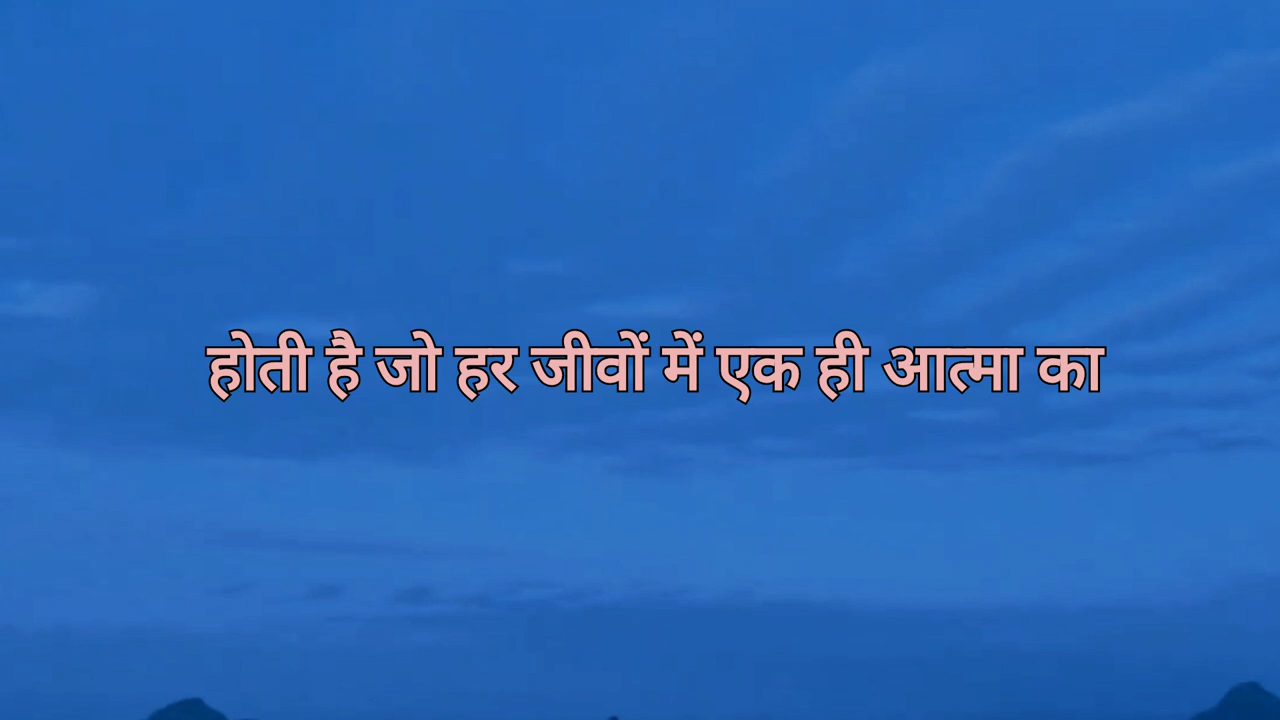 होती है जो हर जीवों में एक ही आत्मा का